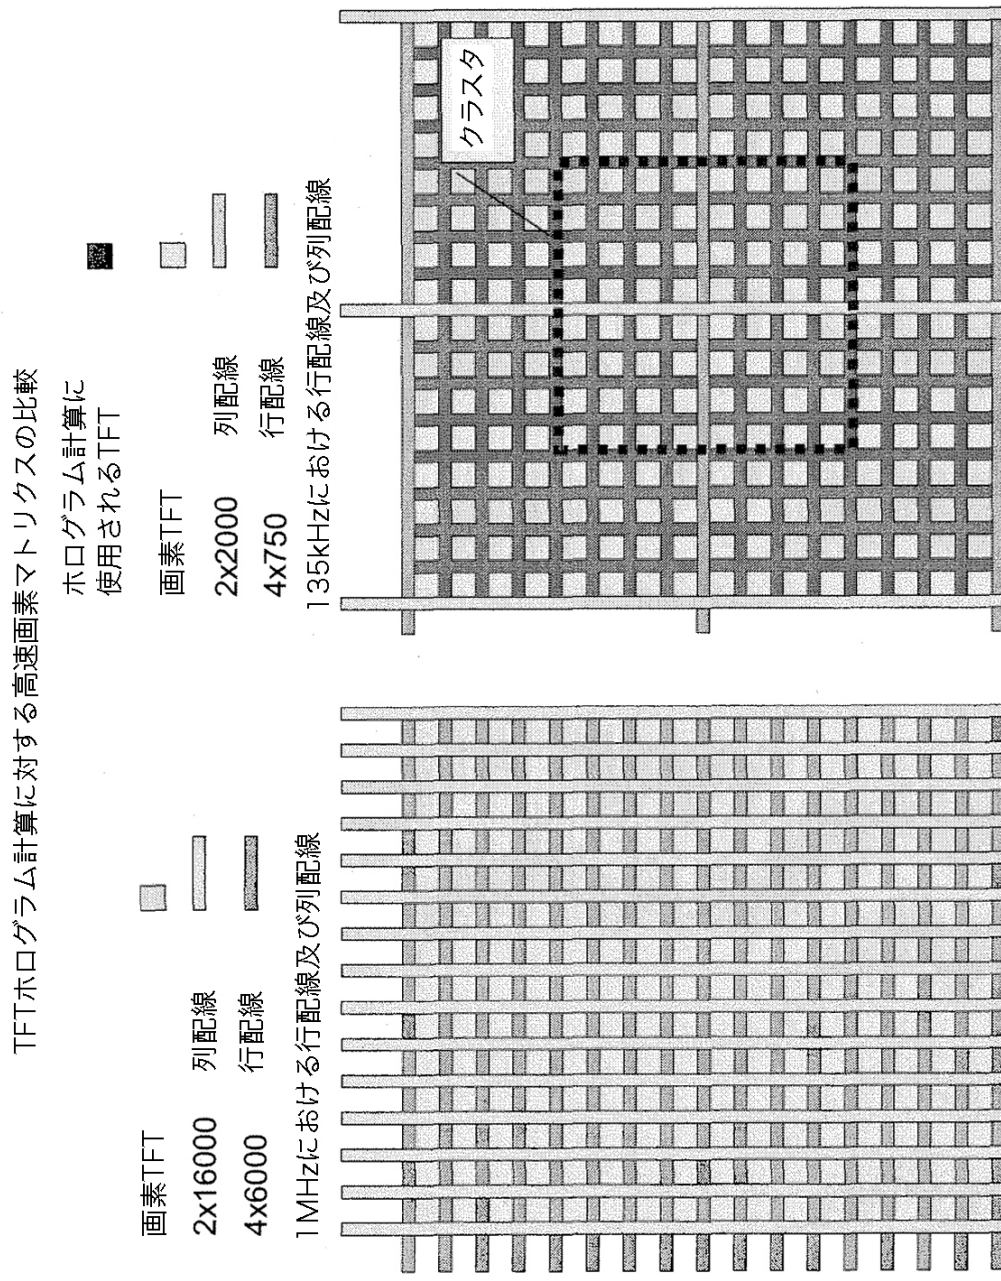 TFTホログラム計算に対する高速画素マトリクスの比較
画素TFT
2x16000 列配線
4x6000 行配線
1MHzにおける行配線及び列配線
ホログラム計算に
使用されるTFT
画素TFT
2x2000 列配線
4x750 行配線
135kHzにおける行配線及び列配線
クラスタ